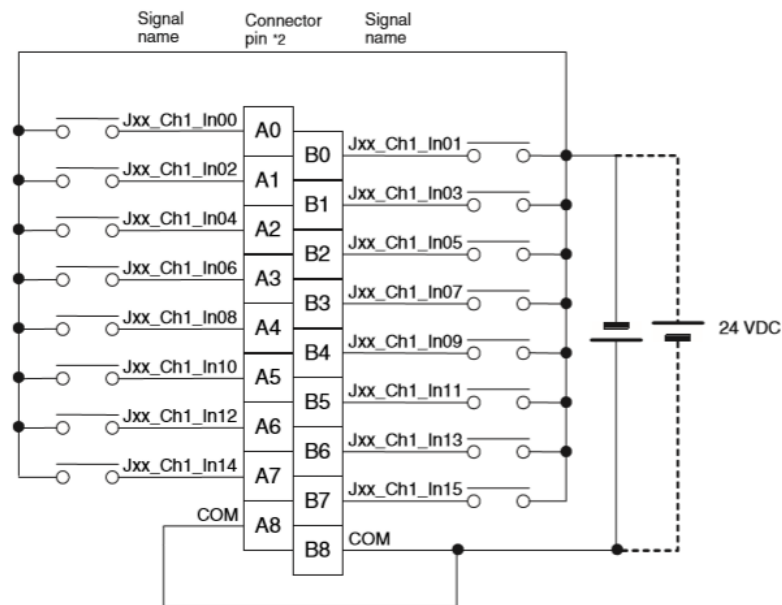 Signal name
Connector pin *2
Signal name
Jxx_Ch1_In00 A0
B0 Jxx_Ch1_In01
Jxx_Ch1_In02 A1
B1 Jxx_Ch1_In03
Jxx_Ch1_In04 A2
B2 Jxx_Ch1_In05
Jxx_Ch1_In06 A3
B3 Jxx_Ch1_In07
Jxx_Ch1_In08 A4
24 VDC
B4 Jxx_Ch1_In09
Jxx_Ch1_In10 A5
B5 Jxx_Ch1_In11
Jxx_Ch1_In12 A6
B6 Jxx_Ch1_In13
Jxx_Ch1_In14 A7
B7 Jxx_Ch1_In15
COM A8
B8 COM